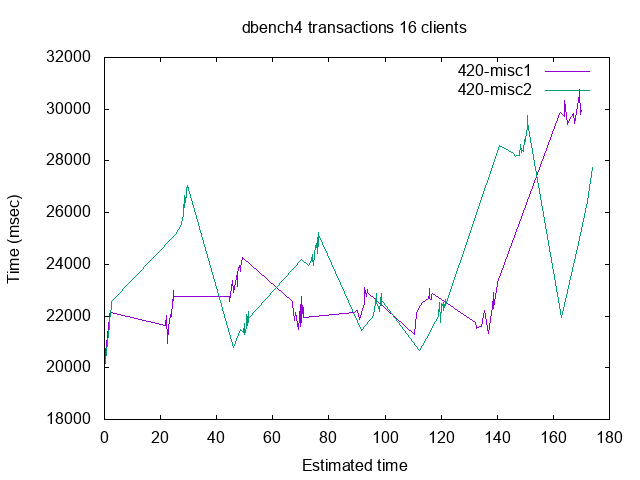 dbench4 transactions 16 clients
32000
30000
28000
26000
24000
22000
20000
18000
Time (msec)
420-misc1
420-misc2
0 20 40 60 80 100 120 140 160 180
Estimated time